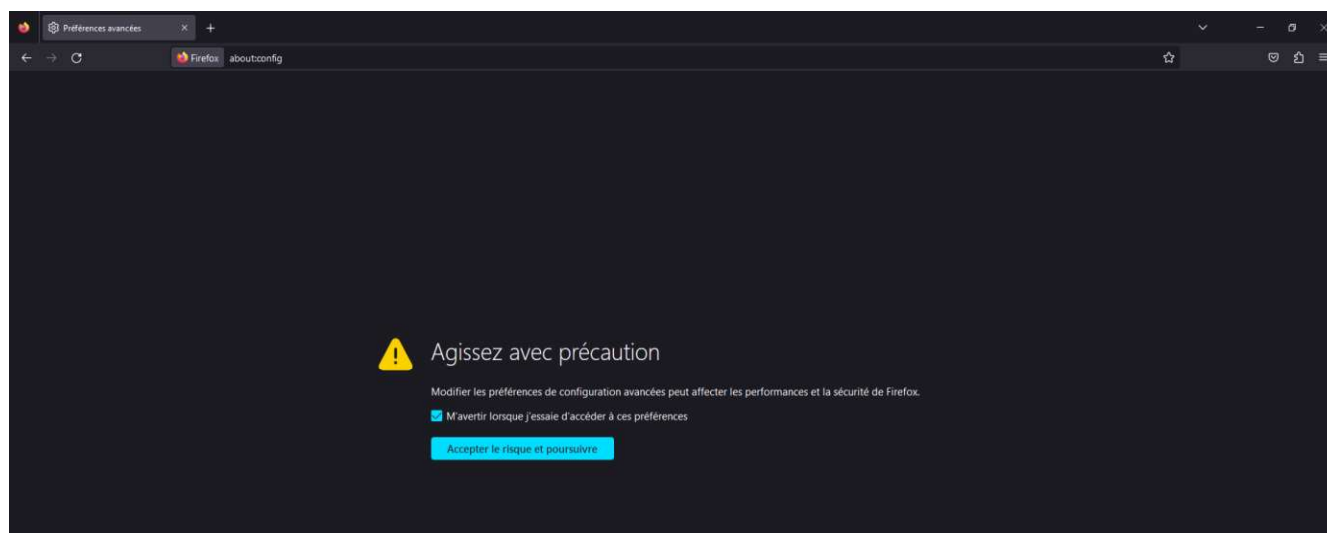 Préférences avancées
Firefox about:config
Agissez avec précaution
Modifier les préférences de configuration avancées peut affecter les performances et la sécurité de Firefox.
M'avertir lorsque j'essaie d'accéder à ces préférences
Accepter le risque et poursuivre